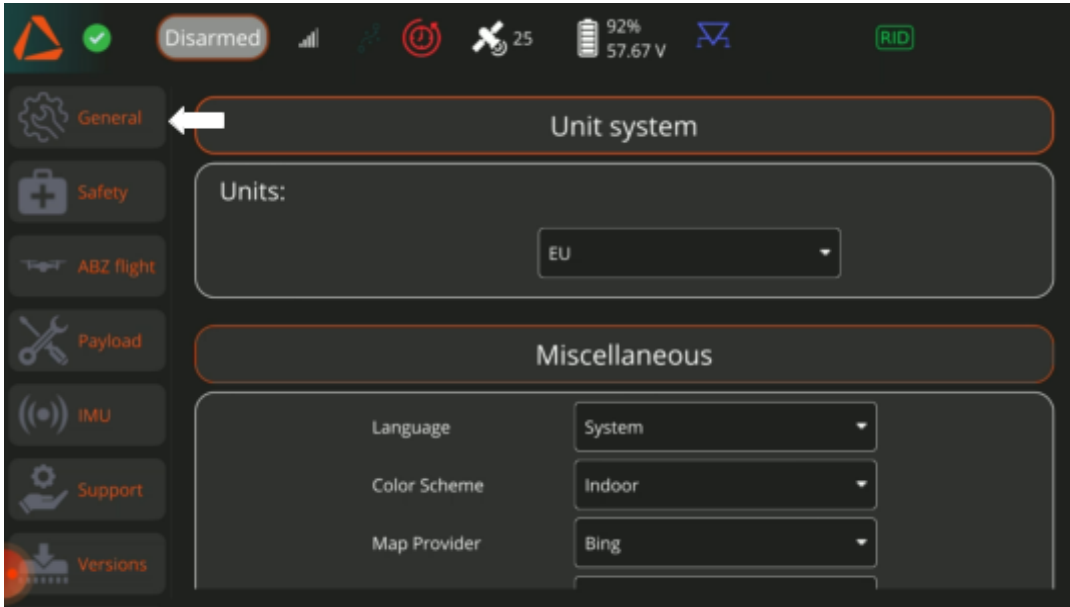 Disarmed
25
92%
57.67 V
RID
General
Safety
ABZ flight
Payload
IMU
Support
Versions
Unit system
Units:
EU
Miscellaneous
Language
System
Color Scheme
Indoor
Map Provider
Bing